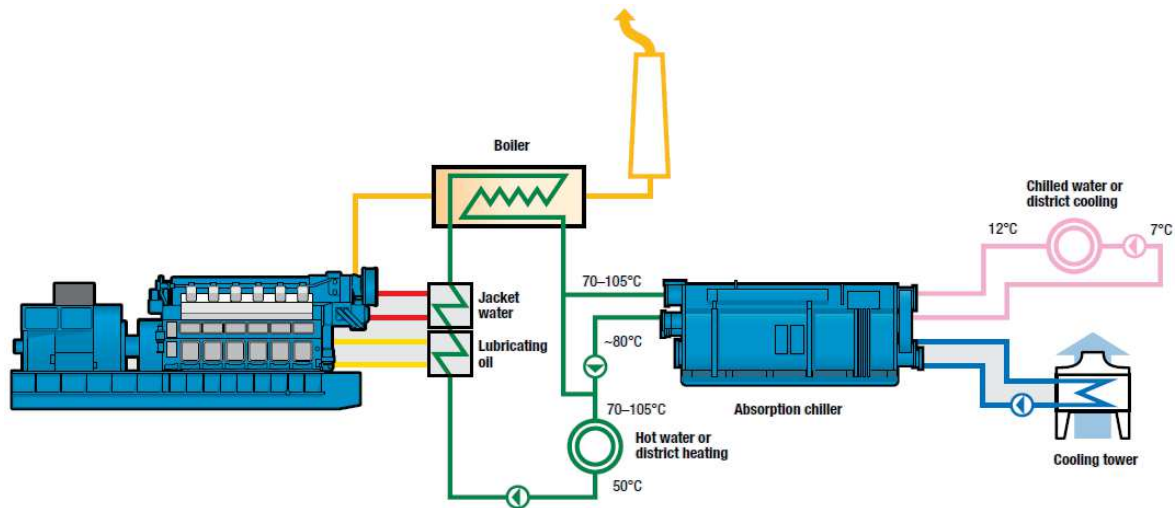 Boiler
Chilled water or
district cooling
12°C
7°C
70–105°C
Jacket
water
Lubricating
oil
~80°C
Absorption chiller
70–105°C
Hot water or
district heating
50°C
Cooling tower